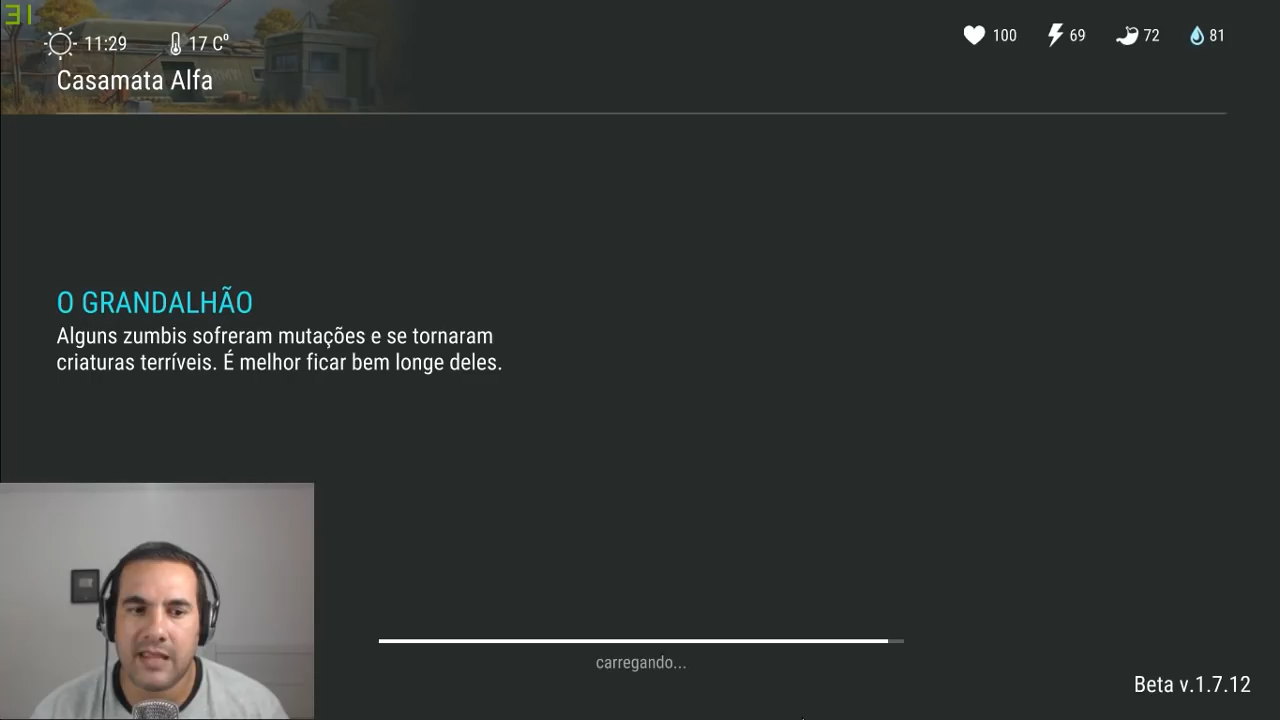 31
11:29
17 Cº
100
69
72
81
Casamata Alfa
O GRANDALHÃO
Alguns zumbis sofreram mutações e se tornaram
criaturas terríveis. É melhor ficar bem longe deles.
carregando...
Beta v.1.7.12